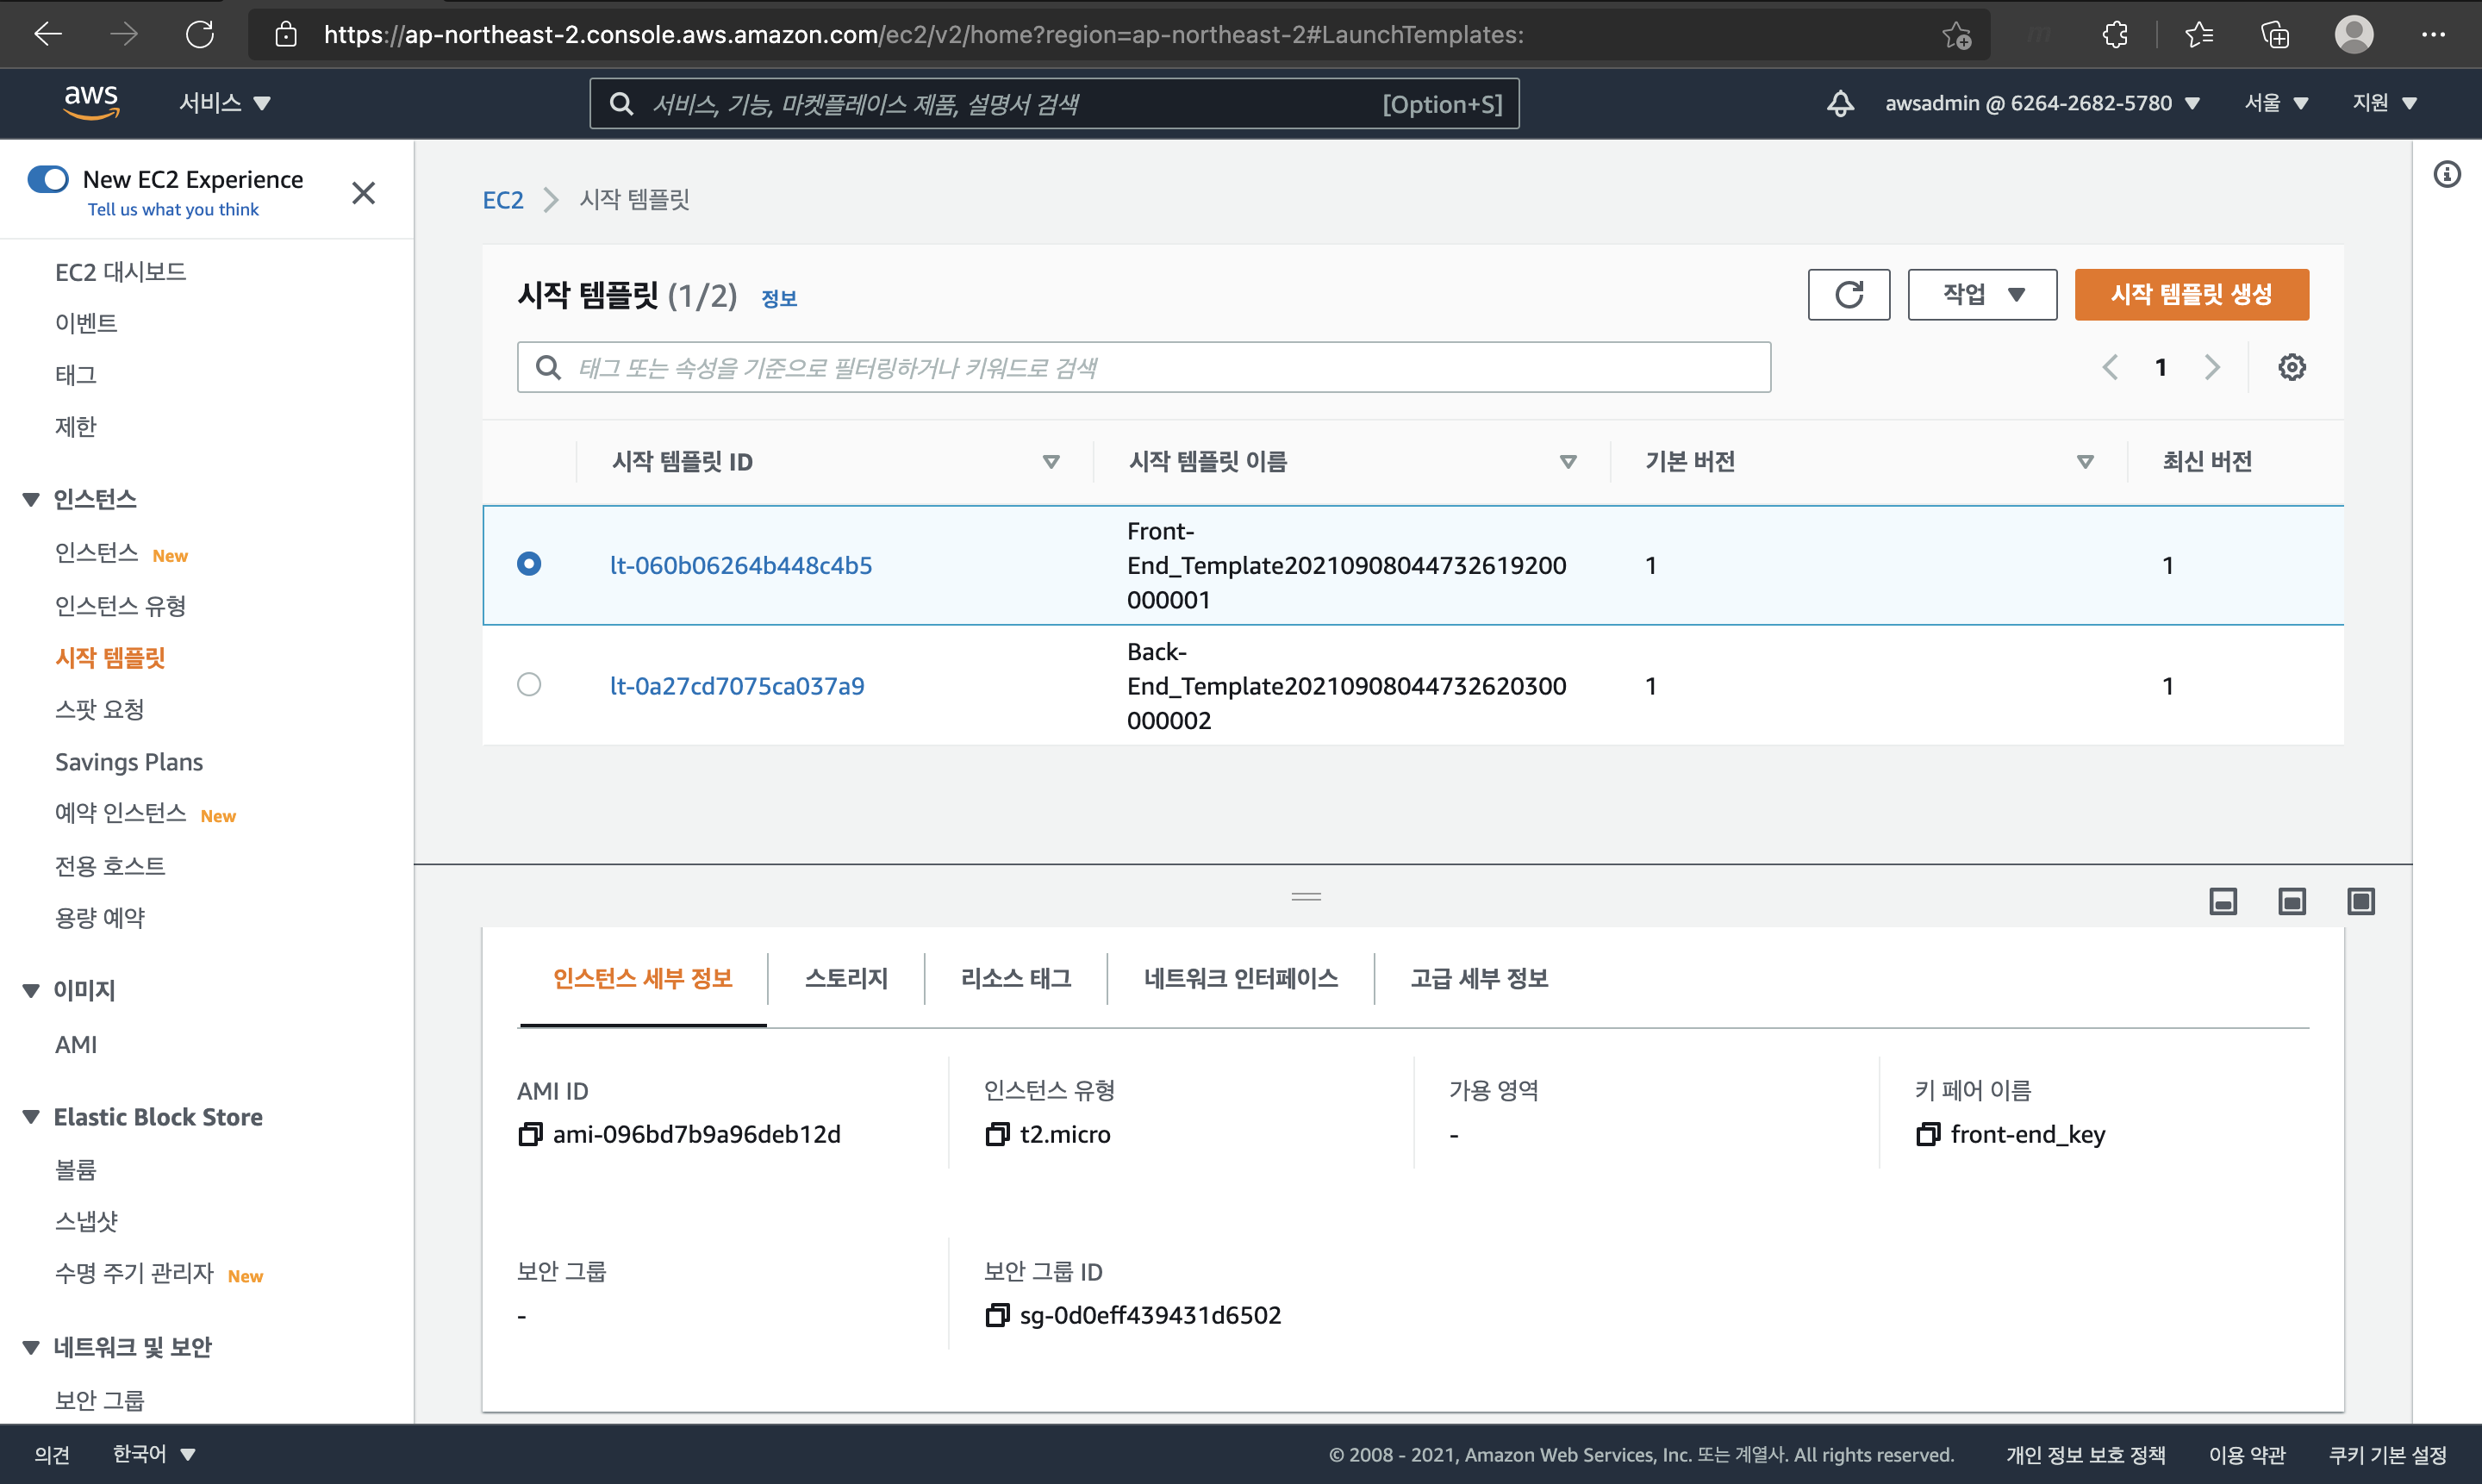 https://ap-northeast-2.console.aws.amazon.com/ec2/v2/home?region=ap-northeast-2#LaunchTemplates:
aws
서비스
서비스, 기능, 마켓플레이스 제품, 설명서 검색
[Option+S]
awsadmin @ 6264-2682-5780
서울
지원
New EC2 Experience
Tell us what you think
EC2 대시보드
이벤트
태그
제한
인스턴스
인스턴스 New
인스턴스 유형
시작 템플릿
스팟 요청
Savings Plans
예약 인스턴스 New
전용 호스트
용량 예약
이미지
AMI
Elastic Block Store
볼륨
스냅샷
수명 주기 관리자 New
네트워크 및 보안
보안 그룹
EC2
시작 템플릿
시작 템플릿 (1/2) 정보
작업
시작 템플릿 생성
태그 또는 속성을 기준으로 필터링하거나 키워드로 검색
1
시작 템플릿 ID
시작 템플릿 이름
기본 버전
최신 버전
lt-060b06264b448c4b5
Front-
End_Template20210908044732619200
000001
1
1
lt-0a27cd7075ca037a9
Back-
End_Template20210908044732620300
000002
1
1
인스턴스 세부 정보
스토리지
리소스 태그
네트워크 인터페이스
고급 세부 정보
AMI ID
ami-096bd7b9a96deb12d
인스턴스 유형
t2.micro
가용 영역
-
키 페어 이름
front-end_key
보안 그룹
-
보안 그룹 ID
sg-0d0eff439431d6502
의견
한국어
© 2008 - 2021, Amazon Web Services, Inc. 또는 계열사. All rights reserved.
개인 정보 보호 정책
이용 약관
쿠키 기본 설정